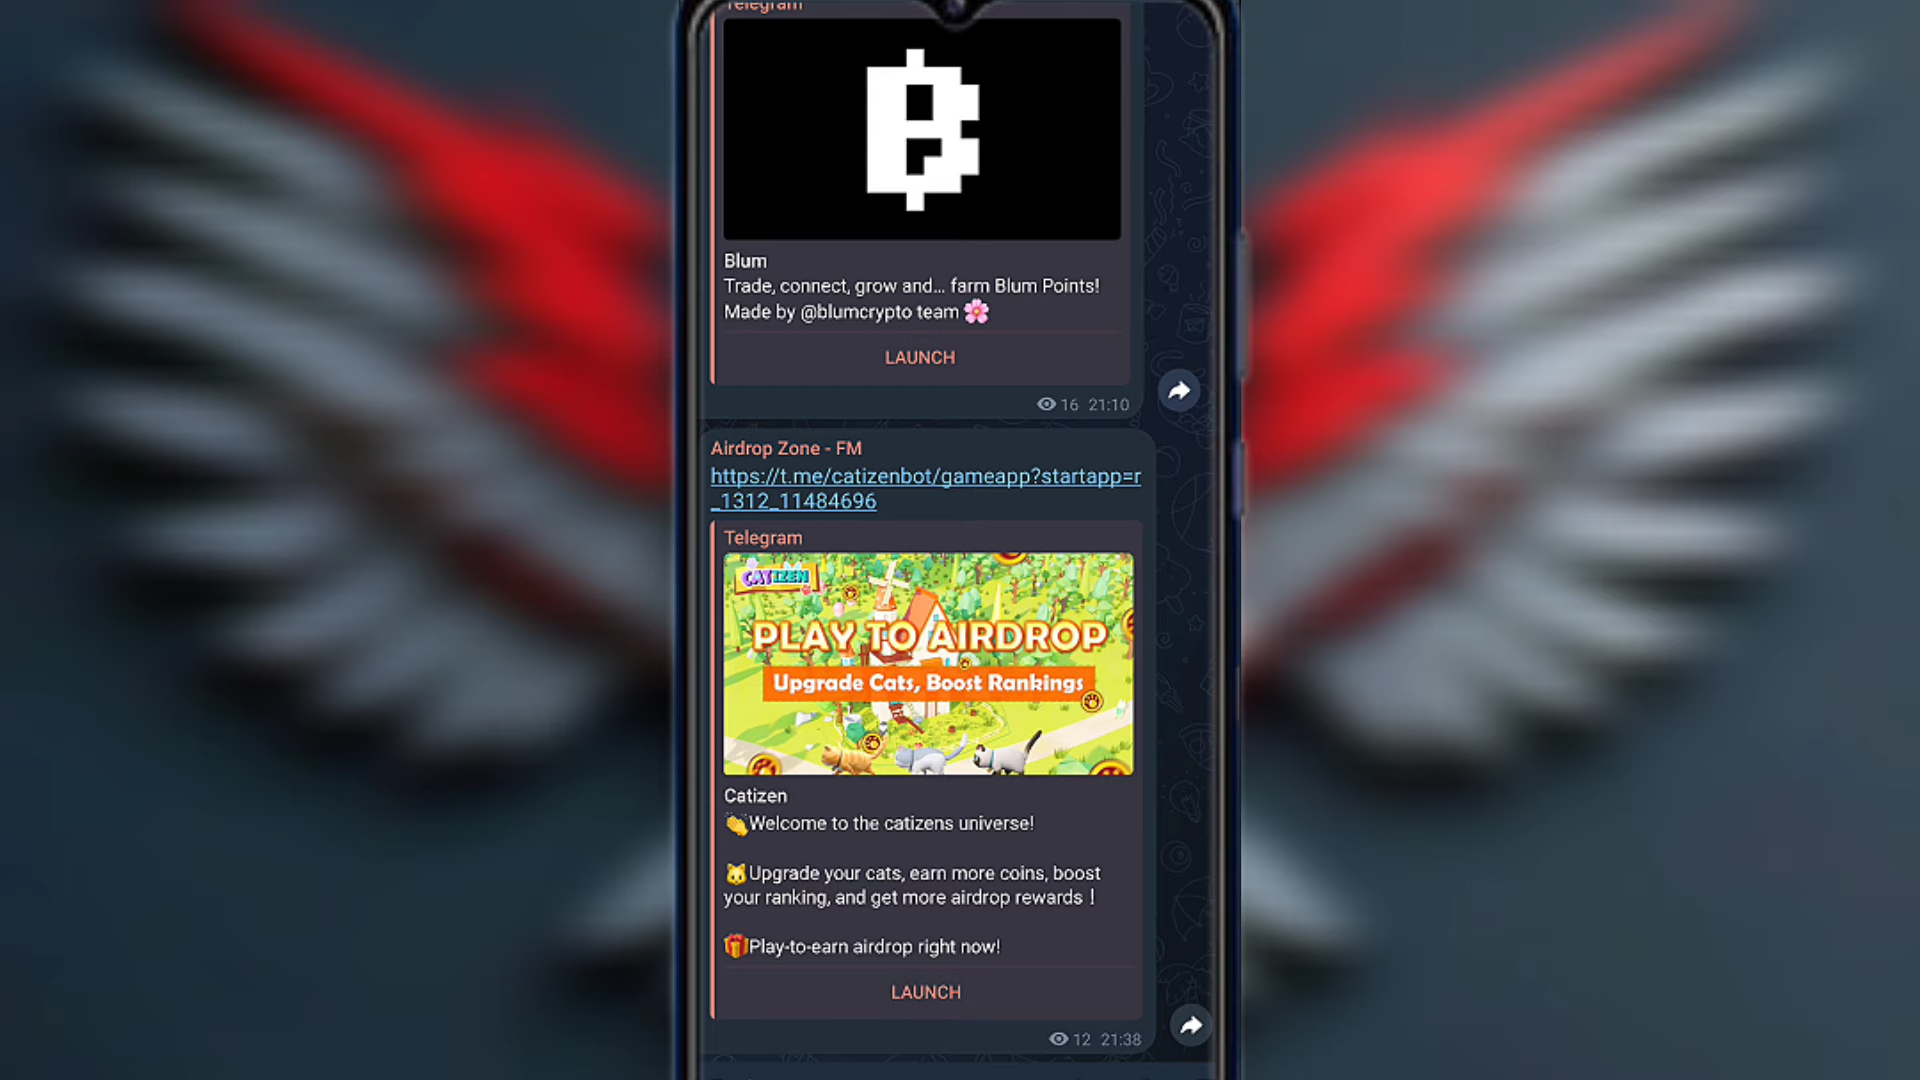 Telegram
Blum
Trade, connect, grow and... farm Blum Points!
Made by @blumcrypto team 🌸
LAUNCH
16 21:10
Airdrop Zone - FM
https://t.me/catizenbot/gameapp?startapp=r
_1312_11484696
Telegram
CATIZEN
PLAY TO AIRDROP
Upgrade Cats, Boost Rankings
Catizen
👏Welcome to the catizens universe!
🐱Upgrade your cats, earn more coins, boost
your ranking, and get more airdrop rewards！
🎁Play-to-earn airdrop right now!
LAUNCH
12 21:38